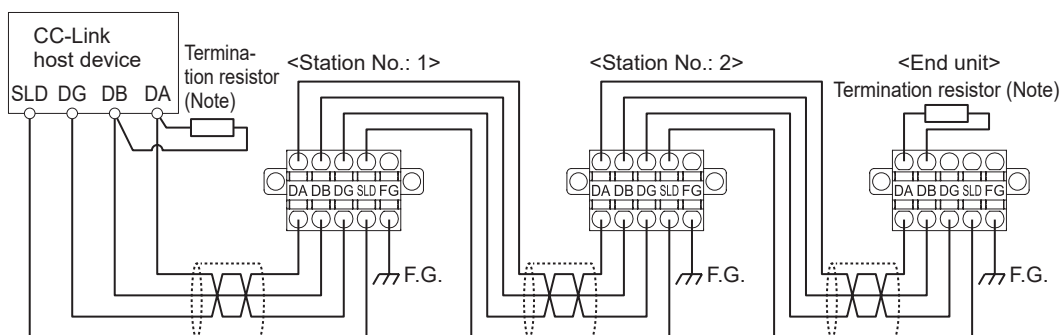 CC-Link
host device
SLD DG DB DA
Termina-
tion resistor
(Note)
<Station No.: 1>
<Station No.: 2>
<End unit>
Termination resistor (Note)
DA DB DG SLD FG
DA DB DG SLD FG
DA DB DG SLD FG
F.G.
F.G.
F.G.